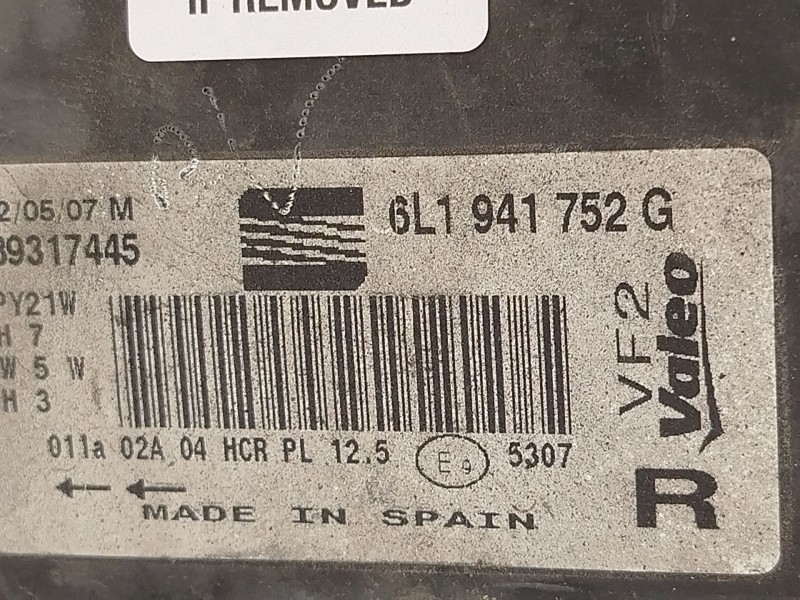 IF REMOVED
2/05/07 M
89317445
6L1 941 752 G
PY21W
H 7
W 5 W
H 3
VF2
Valeo
011a 02A 04 HCR PL 12.5 E9 5307
R
MADE IN SPAIN